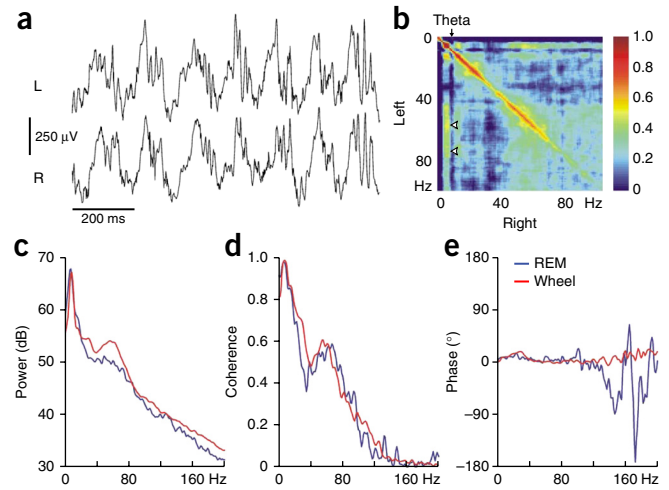 a
L
250 µV
R
200 ms
b
Theta
0
40
80
Hz
Left
0
40
80
Hz
Right
1.0
0.8
0.6
0.4
0.2
0
c
70
60
50
40
30
Power (dB)
0
80
160 Hz
d
1.0
0.8
0.6
0.4
0.2
0
Coherence
0
80
160 Hz
e
180
90
0
−90
−180
Phase (°)
REM
Wheel
0
80
160 Hz